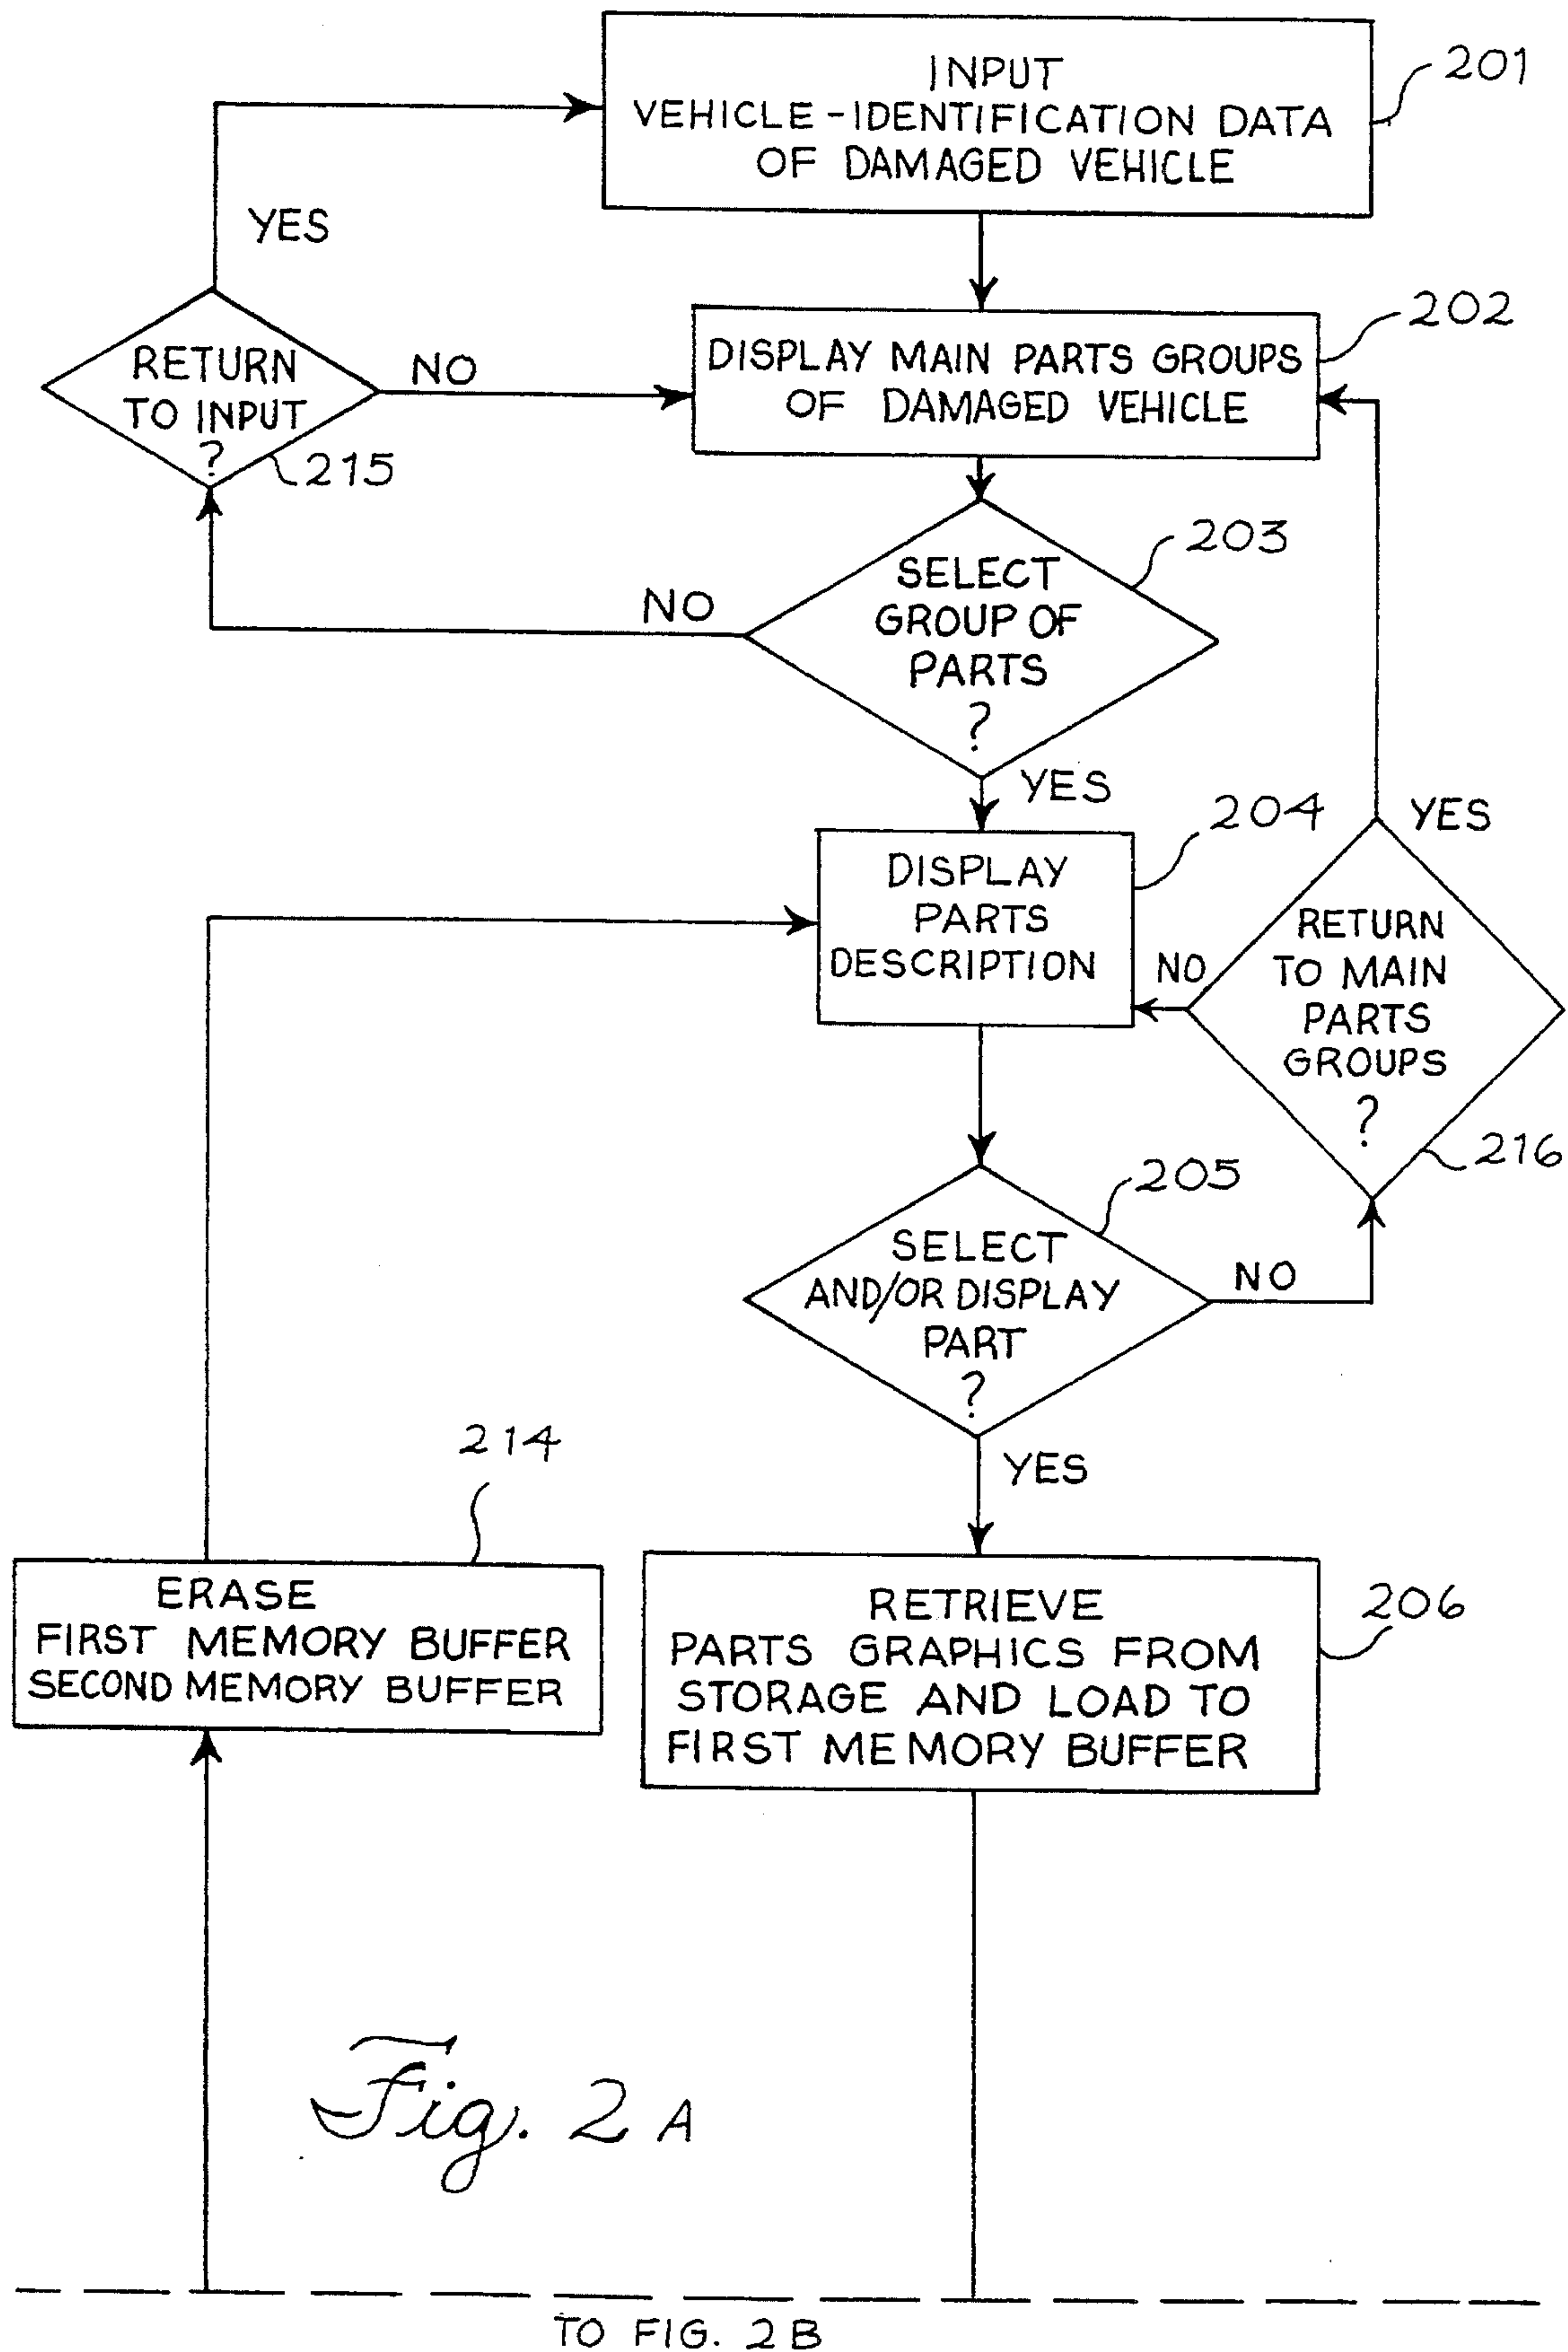 INPUT
VEHICLE-IDENTIFICATION DATA
OF DAMAGED VEHICLE
201
YES
RETURN
TO INPUT
?
215
NO
DISPLAY MAIN PARTS GROUPS
OF DAMAGED VEHICLE
202
SELECT
GROUP OF
PARTS
?
203
NO
YES
DISPLAY
PARTS
DESCRIPTION
204
YES
RETURN
TO MAIN
PARTS
GROUPS
?
NO
216
SELECT
AND/OR DISPLAY
PART
?
205
NO
YES
214
ERASE
FIRST MEMORY BUFFER
SECOND MEMORY BUFFER
RETRIEVE
PARTS GRAPHICS FROM
STORAGE AND LOAD TO
FIRST MEMORY BUFFER
206
Fig. 2A
TO FIG. 2B